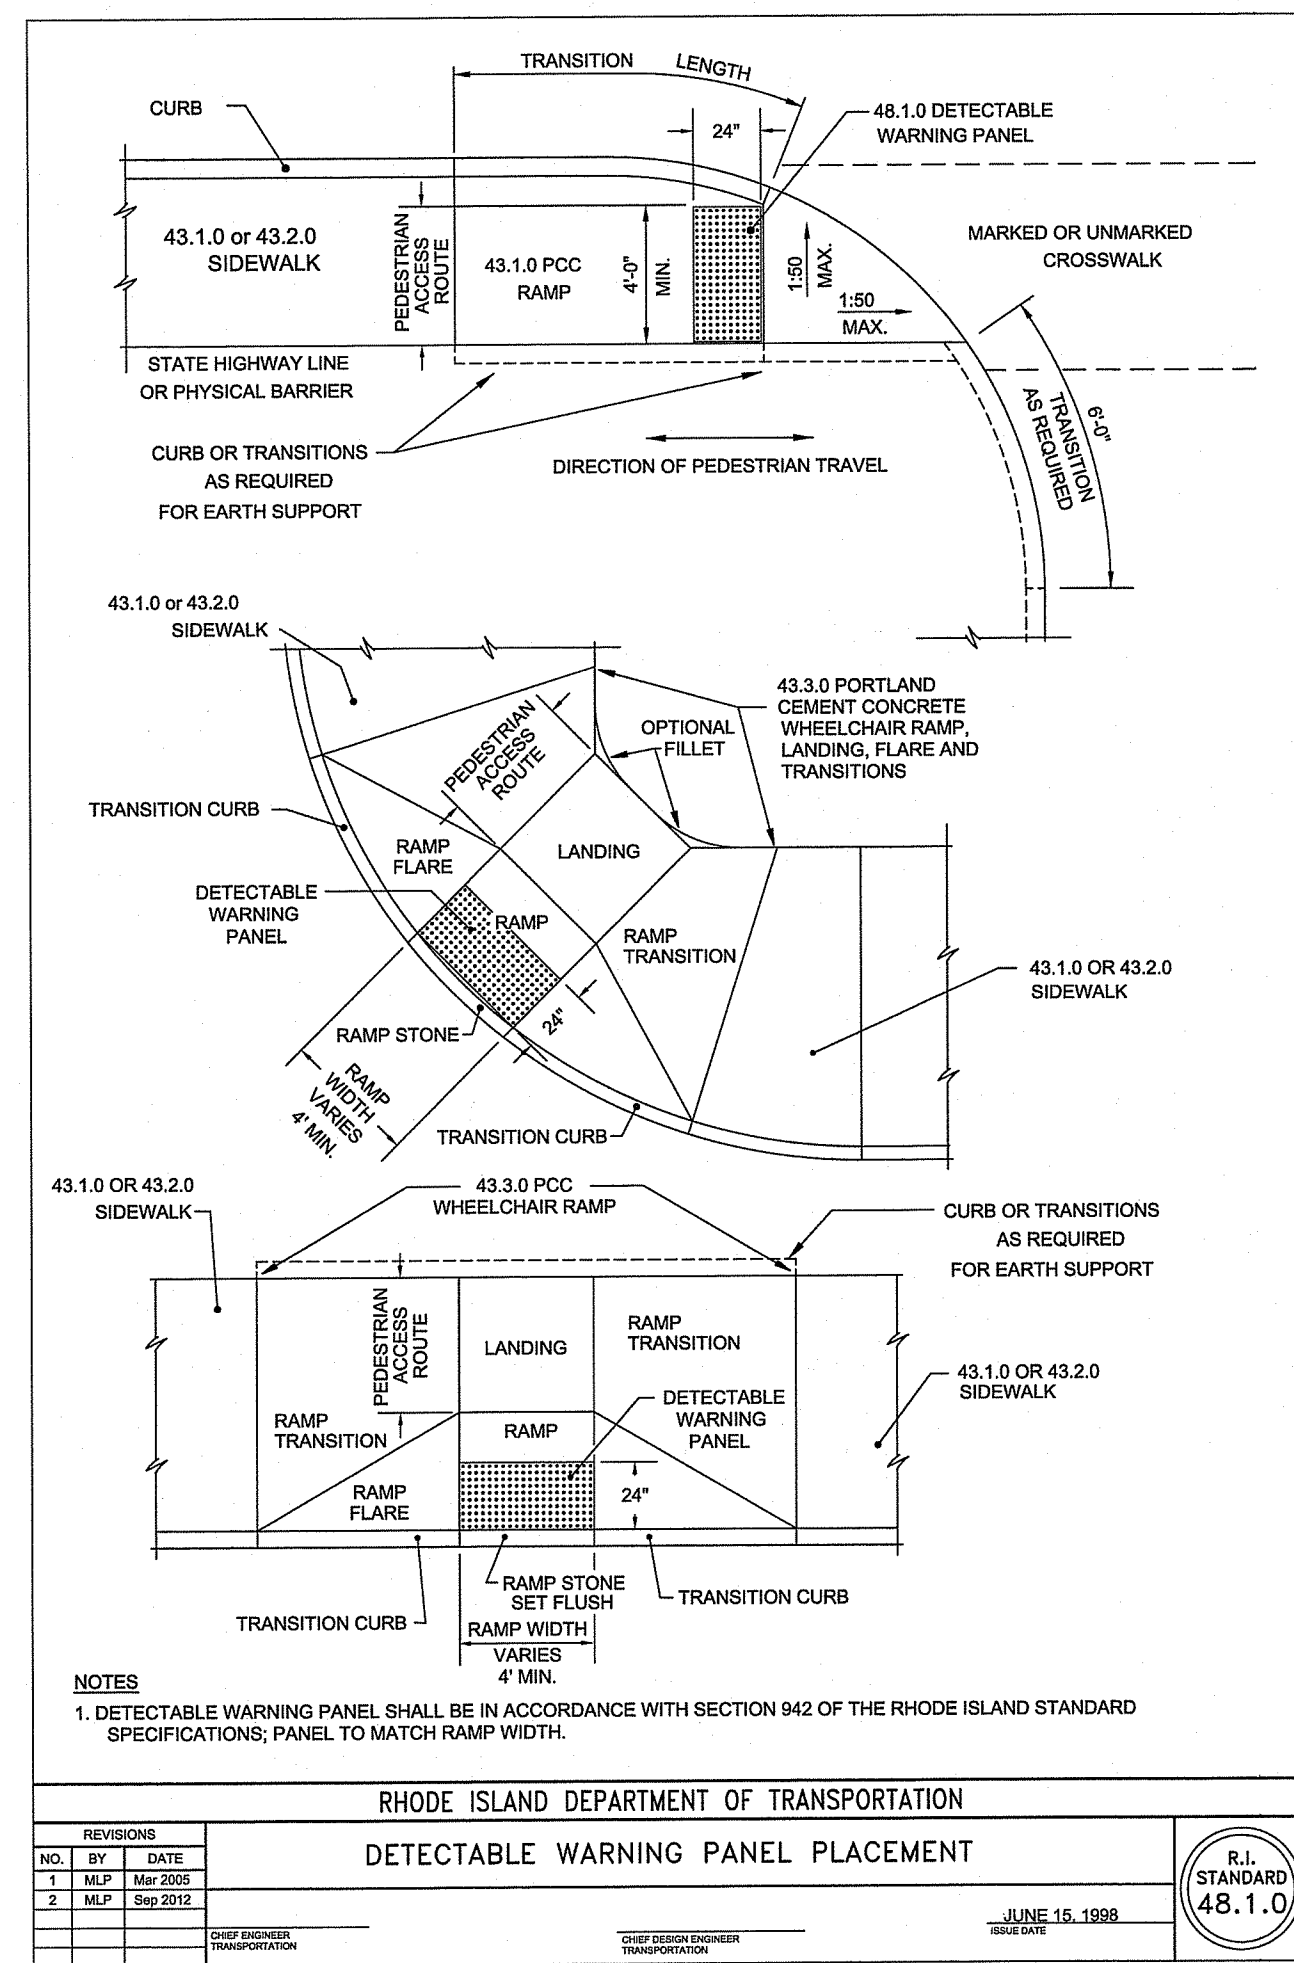 TRANSITION LENGTH
CURB
24"
48.1.0 DETECTABLE
WARNING PANEL
43.1.0 or 43.2.0
SIDEWALK
PEDESTRIAN
ACCESS
ROUTE
43.1.0 PCC
RAMP
4'-0"
MIN.
1:50
MAX.
1:50
MAX.
MARKED OR UNMARKED
CROSSWALK
STATE HIGHWAY LINE
OR PHYSICAL BARRIER
CURB OR TRANSITIONS
AS REQUIRED
FOR EARTH SUPPORT
DIRECTION OF PEDESTRIAN TRAVEL
6'-0"
TRANSITION
AS REQUIRED
43.1.0 or 43.2.0
SIDEWALK
PEDESTRIAN
ACCESS
ROUTE
OPTIONAL
FILLET
43.3.0 PORTLAND
CEMENT CONCRETE
WHEELCHAIR RAMP,
LANDING, FLARE AND
TRANSITIONS
TRANSITION CURB
RAMP
FLARE
LANDING
DETECTABLE
WARNING
PANEL
RAMP
RAMP
TRANSITION
43.1.0 OR 43.2.0
SIDEWALK
RAMP STONE
24"
RAMP
WIDTH
VARIES
4' MIN.
TRANSITION CURB
43.1.0 OR 43.2.0
SIDEWALK
43.3.0 PCC
WHEELCHAIR RAMP
CURB OR TRANSITIONS
AS REQUIRED
FOR EARTH SUPPORT
PEDESTRIAN
ACCESS
ROUTE
LANDING
RAMP
TRANSITION
43.1.0 OR 43.2.0
SIDEWALK
RAMP
TRANSITION
RAMP
DETECTABLE
WARNING
PANEL
RAMP
FLARE
24"
RAMP STONE
SET FLUSH
TRANSITION CURB
TRANSITION CURB
RAMP WIDTH
VARIES
4' MIN.
NOTES
1. DETECTABLE WARNING PANEL SHALL BE IN ACCORDANCE WITH SECTION 942 OF THE RHODE ISLAND STANDARD
SPECIFICATIONS; PANEL TO MATCH RAMP WIDTH.
RHODE ISLAND DEPARTMENT OF TRANSPORTATION
REVISIONS
NO. BY DATE
1 MLP Mar 2005
2 MLP Sep 2012
DETECTABLE WARNING PANEL PLACEMENT
CHIEF ENGINEER
TRANSPORTATION
CHIEF DESIGN ENGINEER
TRANSPORTATION
JUNE 15, 1998
ISSUE DATE
R.I.
STANDARD
48.1.0